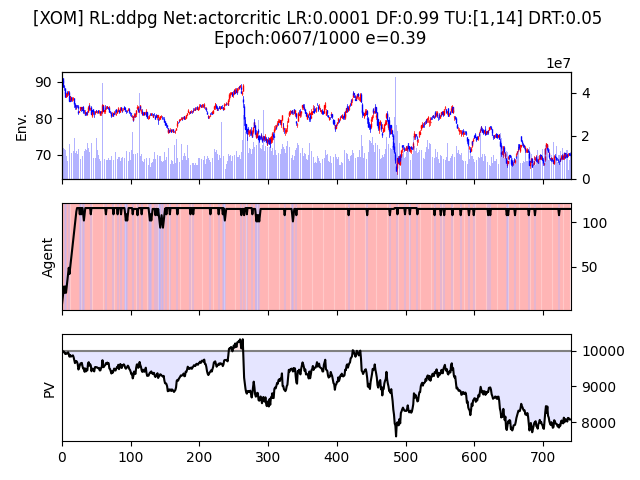 [XOM] RL:ddpg Net:actorcritic LR:0.0001 DF:0.99 TU:[1,14] DRT:0.05
Epoch:0607/1000 e=0.39
1e7
90
80
70
Env.
4
2
0
Agent
100
50
PV
10000
9000
8000
0 100 200 300 400 500 600 700